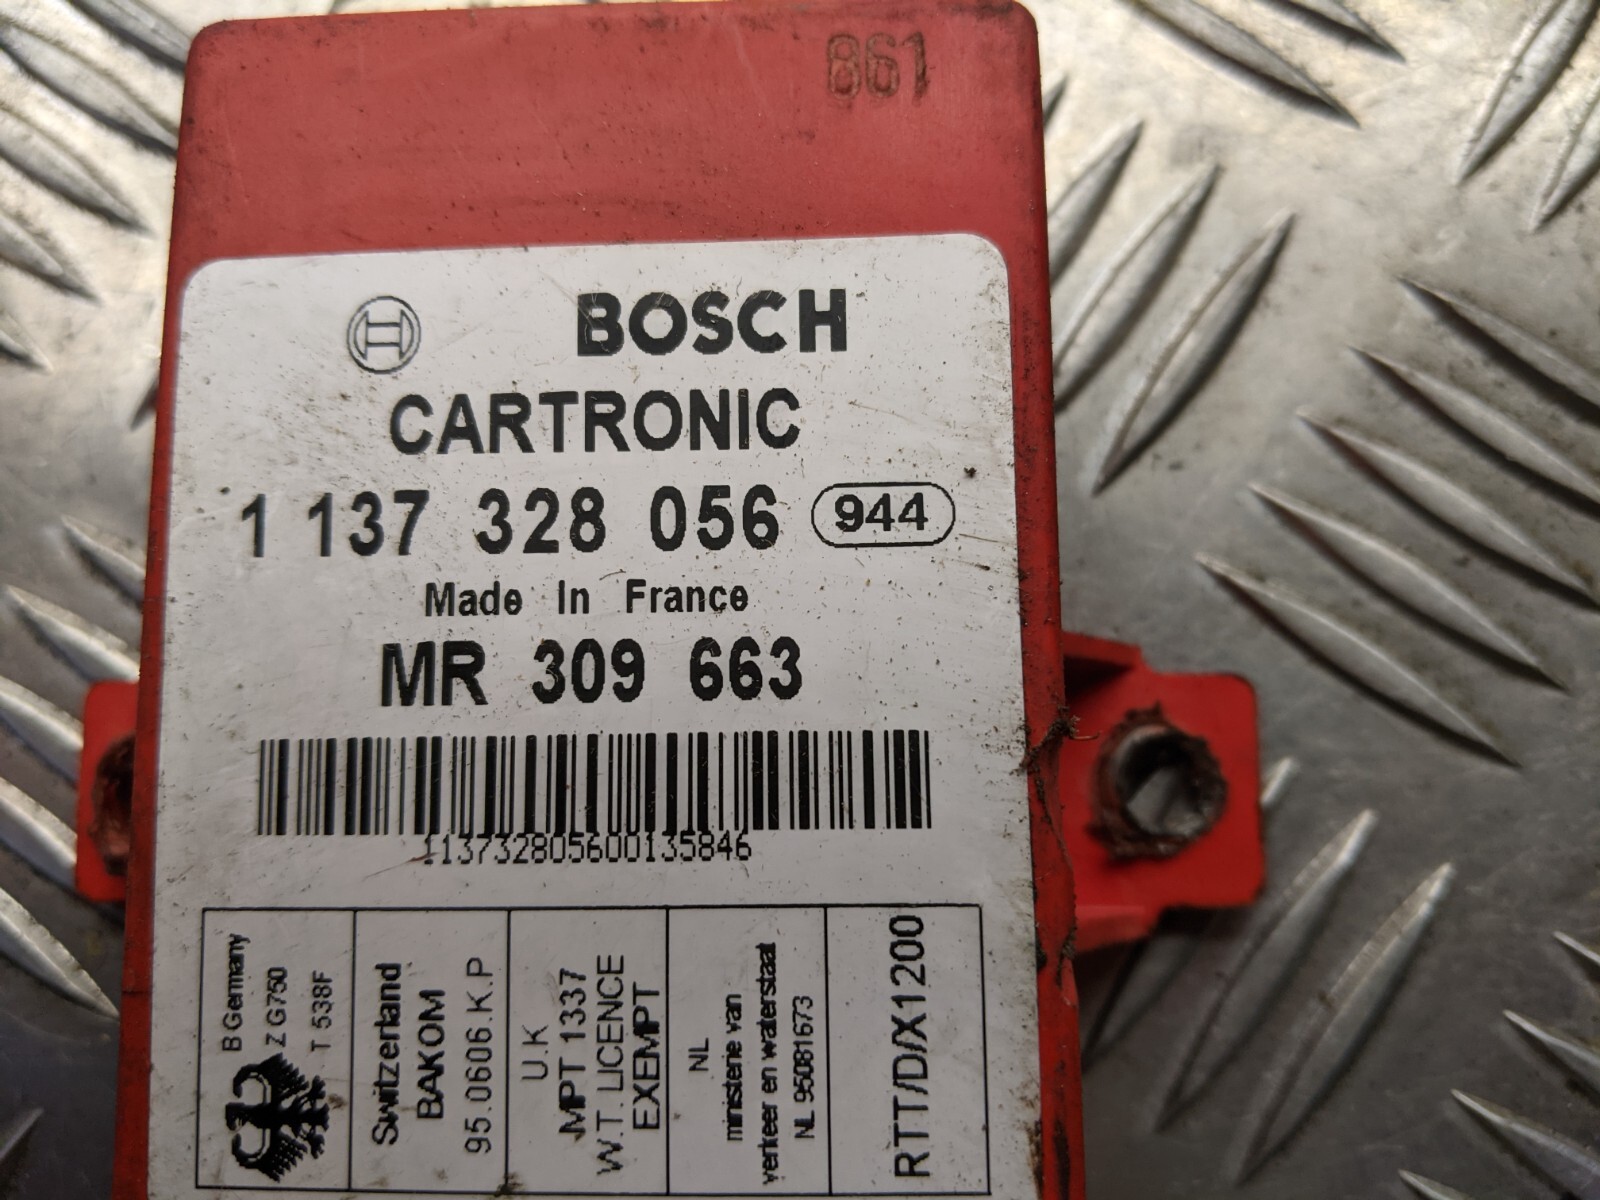 861
BOSCH
CARTRONIC
1 137 328 056 944
Made In France
MR 309 663
113732805600135846
B Germany
Z G750
T 538F
Switzerland
BAKOM
95.0606.K.P
U.K
MPT 1337
W.T. LICENCE
EXEMPT
NL
ministerie van
verkeer en waterstaat
NL 95081673
RTT/D/X1200